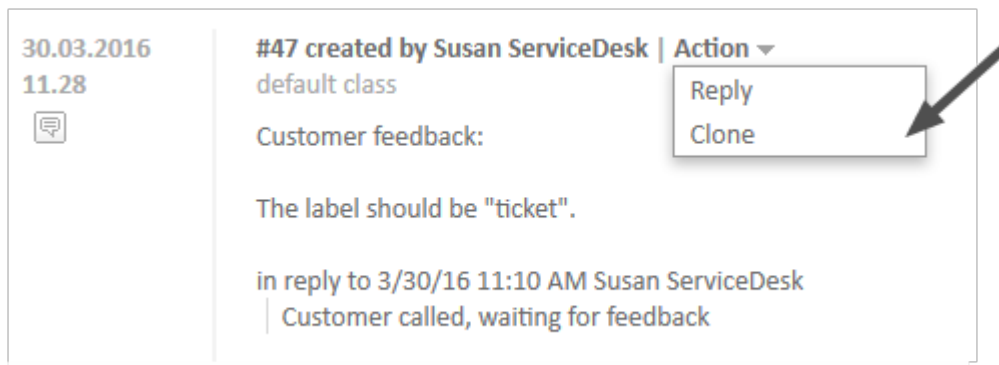 30.03.2016
11.28
#47 created by Susan ServiceDesk | Action
default class
Reply
Clone
Customer feedback:
The label should be "ticket".
in reply to 3/30/16 11:10 AM Susan ServiceDesk
Customer called, waiting for feedback